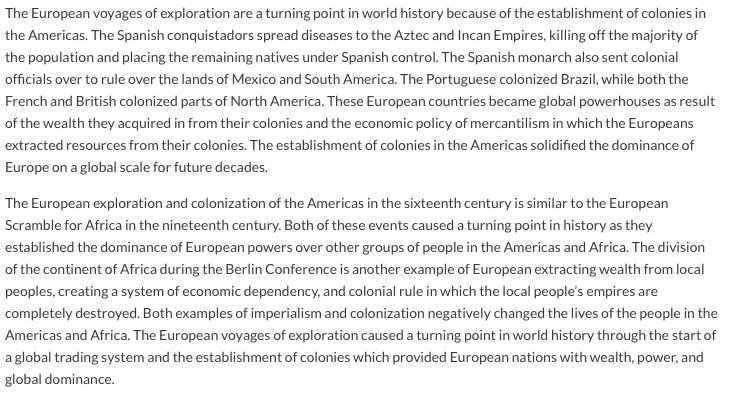 The European voyages of exploration are a turning point in world history because of the establishment of colonies in
the Americas. The Spanish conquistadors spread diseases to the Aztec and Incan Empires, killing off the majority of
the population and placing the remaining natives under Spanish control. The Spanish monarch also sent colonial
officials over to rule over the lands of Mexico and South America. The Portuguese colonized Brazil, while both the
French and British colonized parts of North America. These European countries became global powerhouses as result
of the wealth they acquired in from their colonies and the economic policy of mercantilism in which the Europeans
extracted resources from their colonies. The establishment of colonies in the Americas solidified the dominance of
Europe on a global scale for future decades.
The European exploration and colonization of the Americas in the sixteenth century is similar to the European
Scramble for Africa in the nineteenth century. Both of these events caused a turning point in history as they
established the dominance of European powers over other groups of people in the Americas and Africa. The division
of the continent of Africa during the Berlin Conference is another example of European extracting wealth from local
peoples, creating a system of economic dependency, and colonial rule in which the local people's empires are
completely destroyed. Both examples of imperialism and colonization negatively changed the lives of the people in the
Americas and Africa. The European voyages of exploration caused a turning point in world history through the start of
a global trading system and the establishment of colonies which provided European nations with wealth, power, and
global dominance.